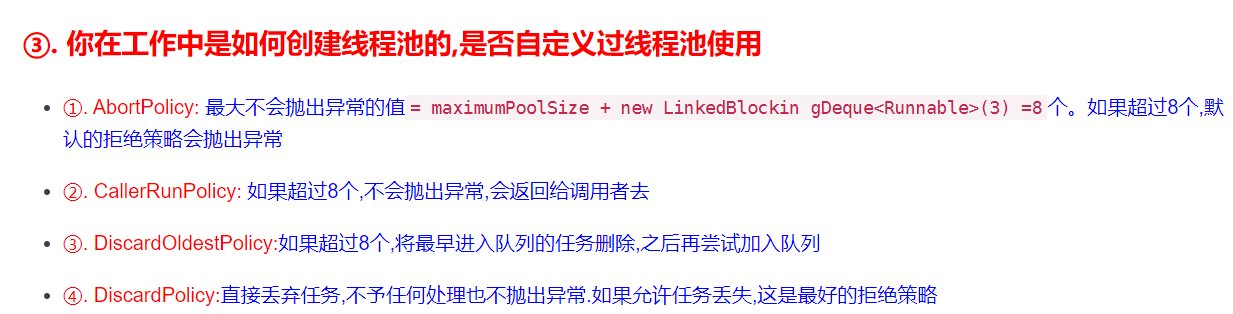 ③. 你在工作中是如何创建线程池的,是否自定义过线程池使用
①. AbortPolicy: 最大不会抛出异常的值= maximumPoolSize + new LinkedBlockin gDeque<Runnable>(3) =8个。如果超过8个,默
认的拒绝策略会抛出异常
②. CallerRunPolicy: 如果超过8个,不会抛出异常,会返回给调用者去
③. DiscardOldestPolicy:如果超过8个,将最早进入队列的任务删除,之后再尝试加入队列
④. DiscardPolicy:直接丢弃任务,不予任何处理也不抛出异常.如果允许任务丢失,这是最好的拒绝策略